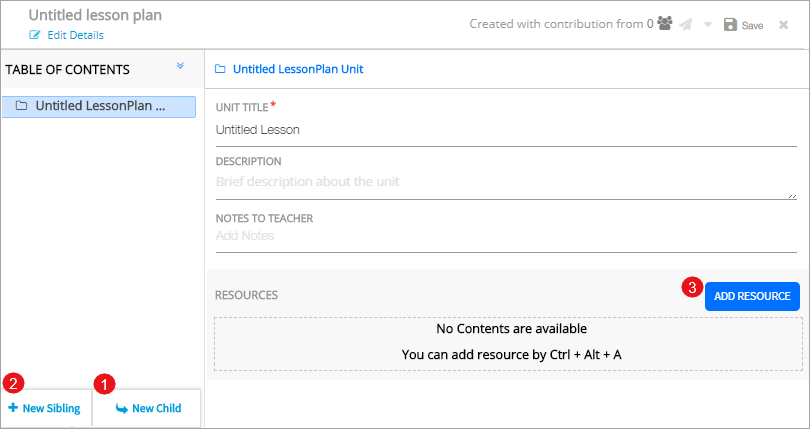 Untitled lesson plan
Edit Details
Created with contribution from 0
Save
TABLE OF CONTENTS
Untitled LessonPlan ...
Untitled LessonPlan Unit
UNIT TITLE*
Untitled Lesson
DESCRIPTION
Brief description about the unit
NOTES TO TEACHER
Add Notes
RESOURCES
3
ADD RESOURCE
No Contents are available
You can add resource by Ctrl + Alt + A
2
New Sibling
1
New Child